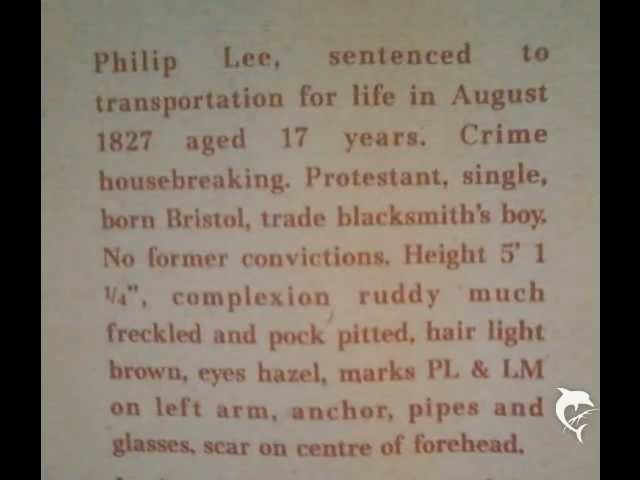 Philip Lee, sentenced to
transportation for life in August
1827 aged 17 years. Crime
housebreaking. Protestant, single,
born Bristol, trade blacksmith's boy.
No former convictions. Height 5' 1
¼", complexion ruddy much
freckled and pock pitted, hair light
brown, eyes hazel, marks PL & LM
on left arm, anchor, pipes and
glasses, scar on centre of forehead.